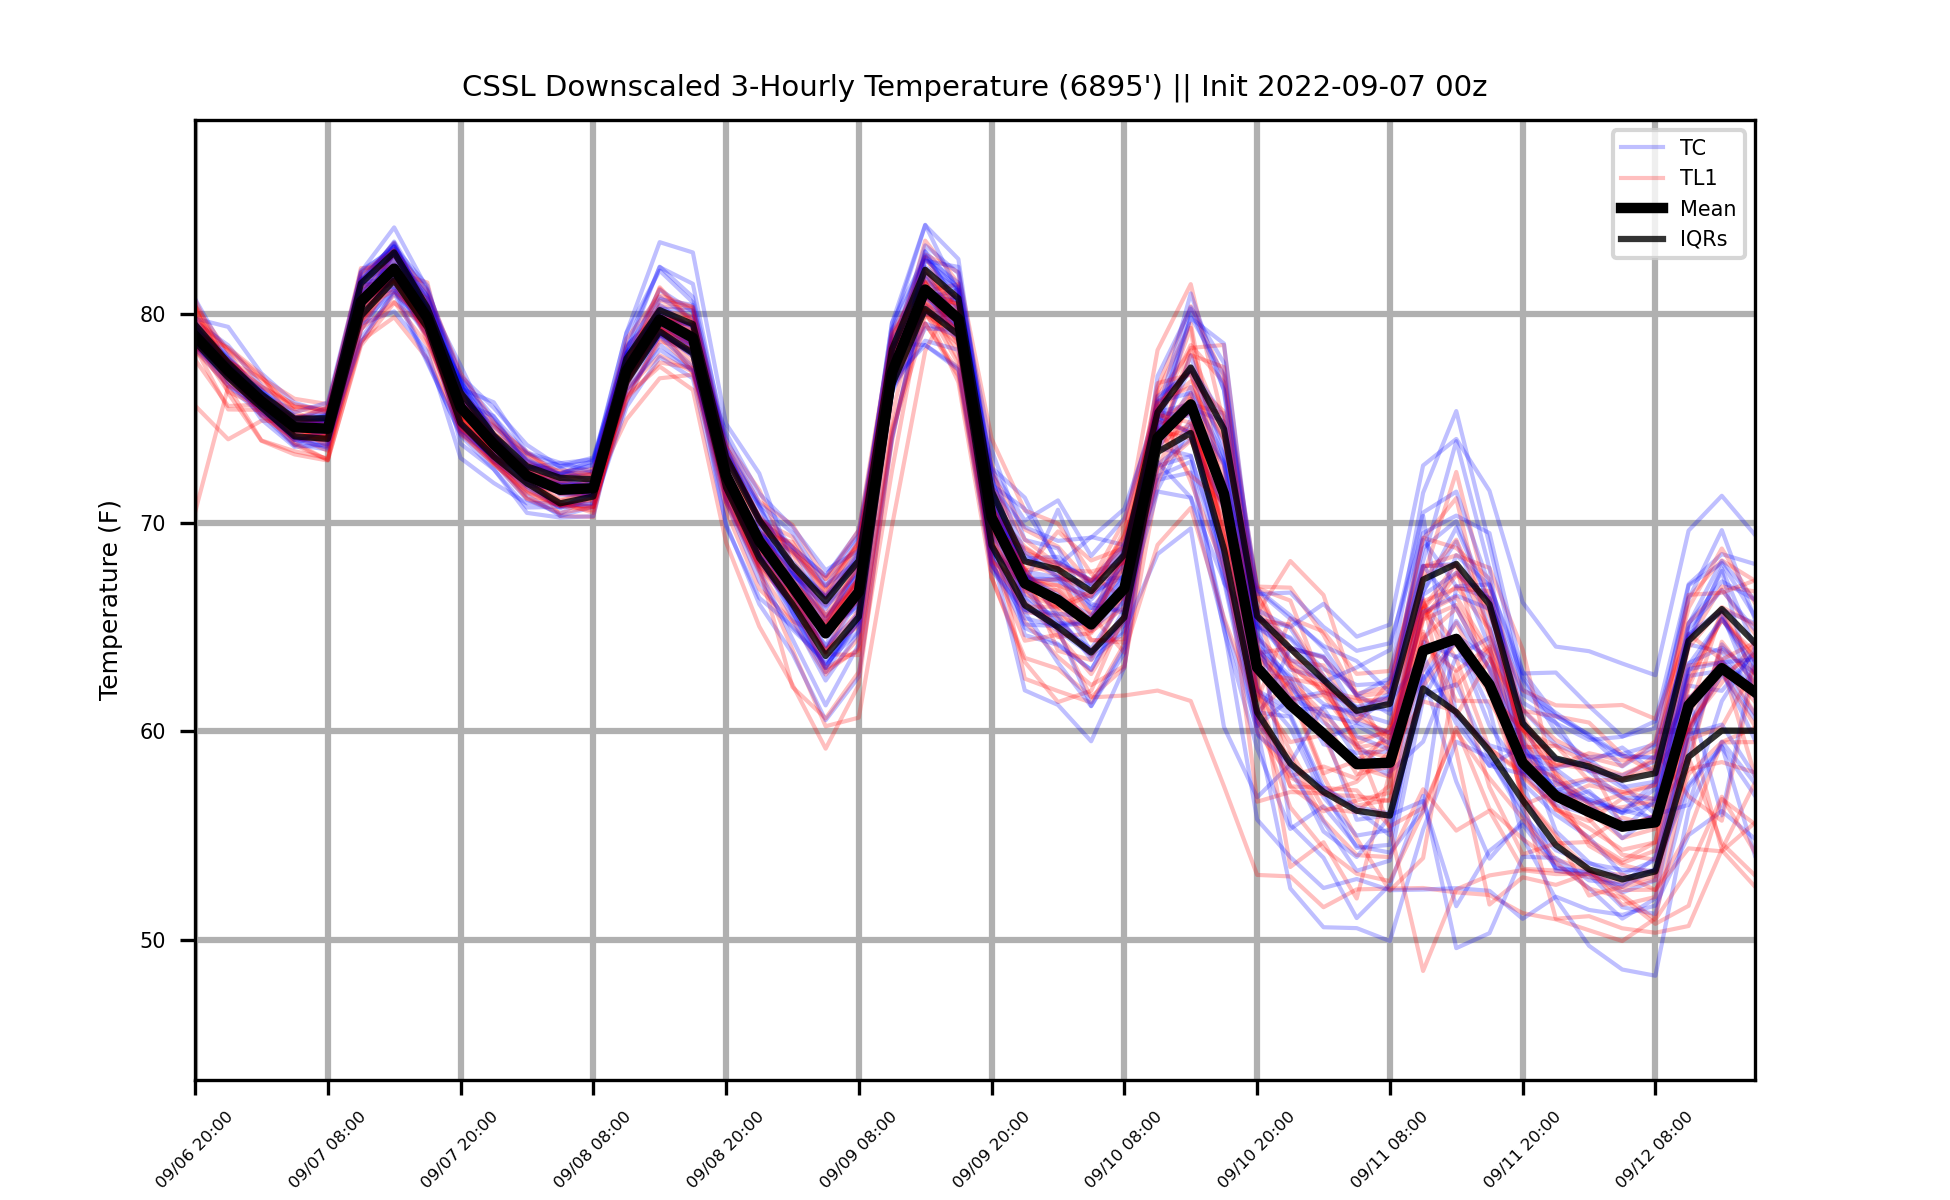 CSSL Downscaled 3-Hourly Temperature (6895') || Init 2022-09-07 00z
TC
TL1
Mean
IQRs
Temperature (F)
80
70
60
50
09/06 20:00
09/07 08:00
09/07 20:00
09/08 08:00
09/08 20:00
09/09 08:00
09/09 20:00
09/10 08:00
09/10 20:00
09/11 08:00
09/11 20:00
09/12 08:00